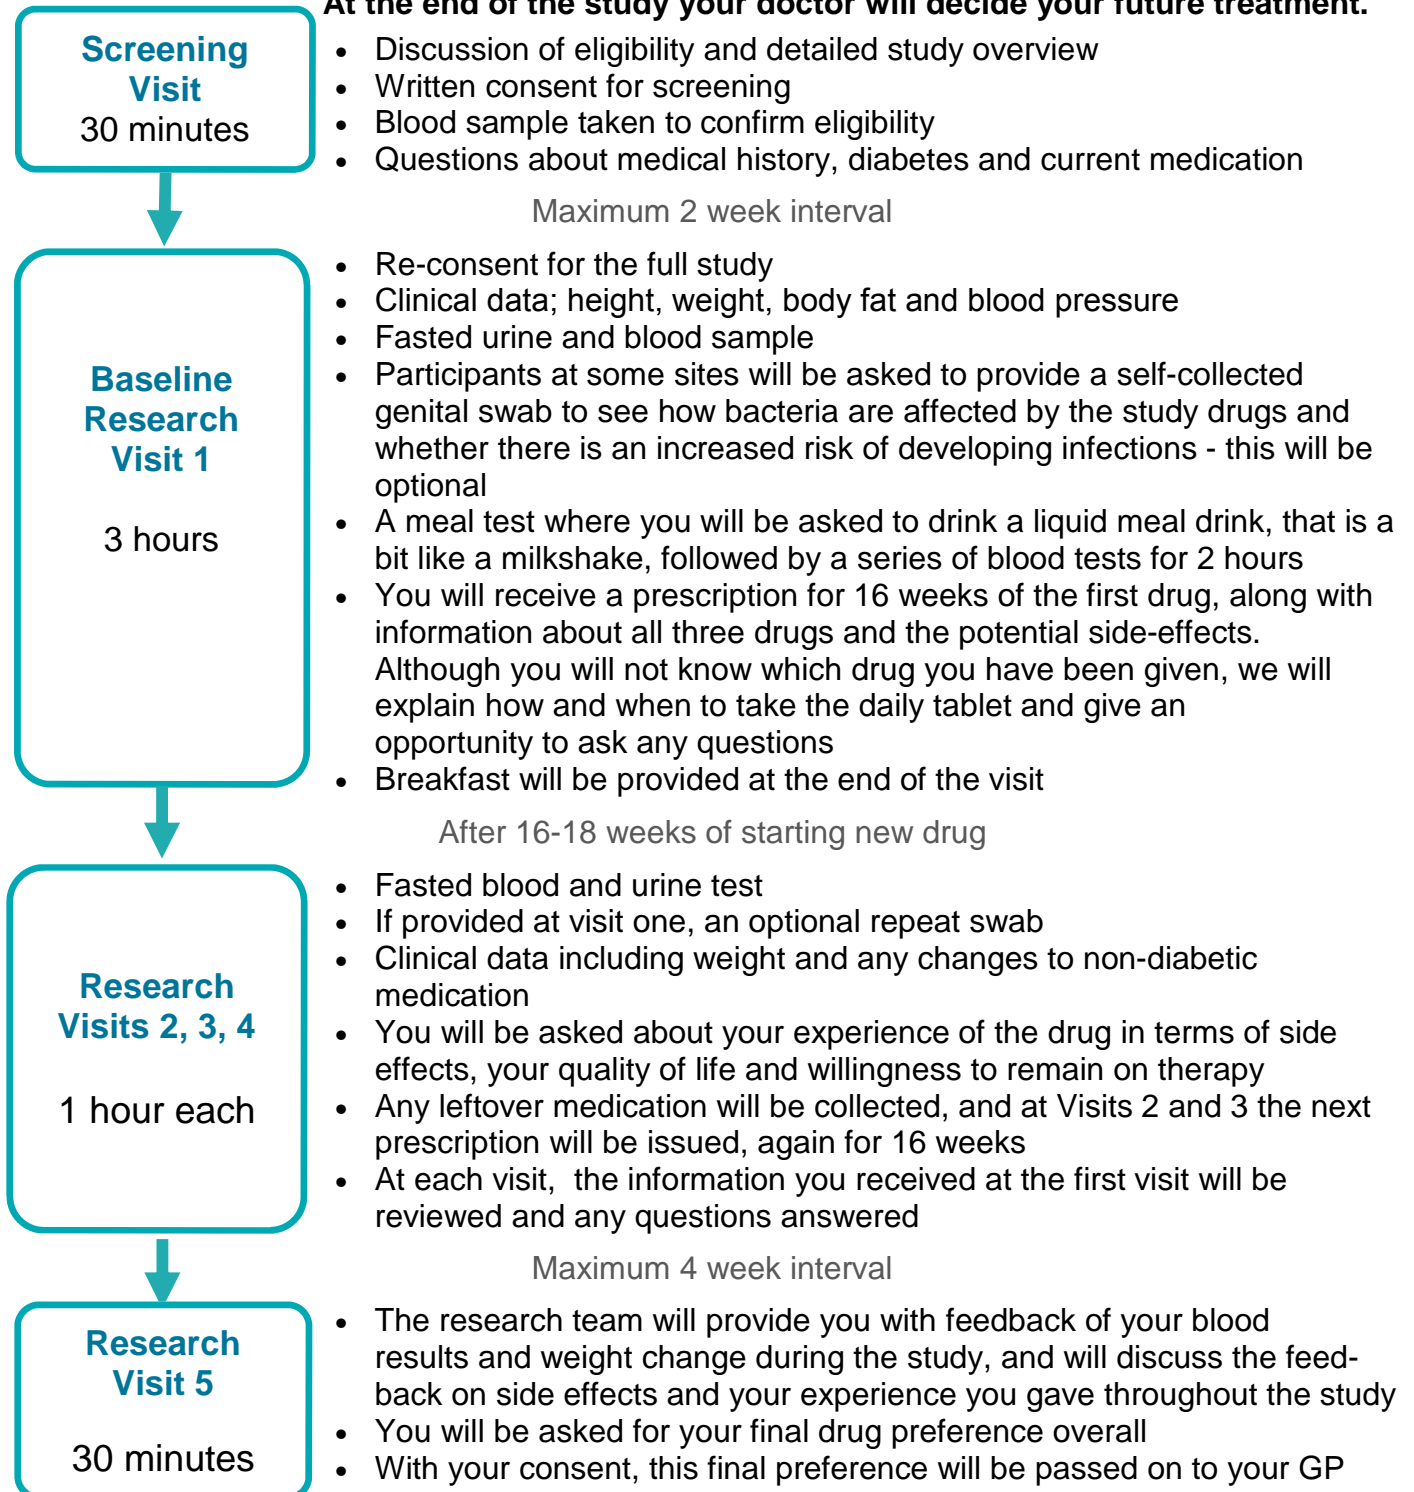 At the end of the study your doctor will decide your future treatment.
Screening
Visit
30 minutes
• Discussion of eligibility and detailed study overview
• Written consent for screening
• Blood sample taken to confirm eligibility
• Questions about medical history, diabetes and current medication
Maximum 2 week interval
Baseline
Research
Visit 1
3 hours
• Re-consent for the full study
• Clinical data; height, weight, body fat and blood pressure
• Fasted urine and blood sample
• Participants at some sites will be asked to provide a self-collected
genital swab to see how bacteria are affected by the study drugs and
whether there is an increased risk of developing infections - this will be
optional
• A meal test where you will be asked to drink a liquid meal drink, that is a
bit like a milkshake, followed by a series of blood tests for 2 hours
• You will receive a prescription for 16 weeks of the first drug, along with
information about all three drugs and the potential side-effects.
Although you will not know which drug you have been given, we will
explain how and when to take the daily tablet and give an
opportunity to ask any questions
• Breakfast will be provided at the end of the visit
After 16-18 weeks of starting new drug
Research
Visits 2, 3, 4
1 hour each
• Fasted blood and urine test
• If provided at visit one, an optional repeat swab
• Clinical data including weight and any changes to non-diabetic
medication
• You will be asked about your experience of the drug in terms of side
effects, your quality of life and willingness to remain on therapy
• Any leftover medication will be collected, and at Visits 2 and 3 the next
prescription will be issued, again for 16 weeks
• At each visit, the information you received at the first visit will be
reviewed and any questions answered
Maximum 4 week interval
Research
Visit 5
30 minutes
• The research team will provide you with feedback of your blood
results and weight change during the study, and will discuss the feed-
back on side effects and your experience you gave throughout the study
• You will be asked for your final drug preference overall
• With your consent, this final preference will be passed on to your GP